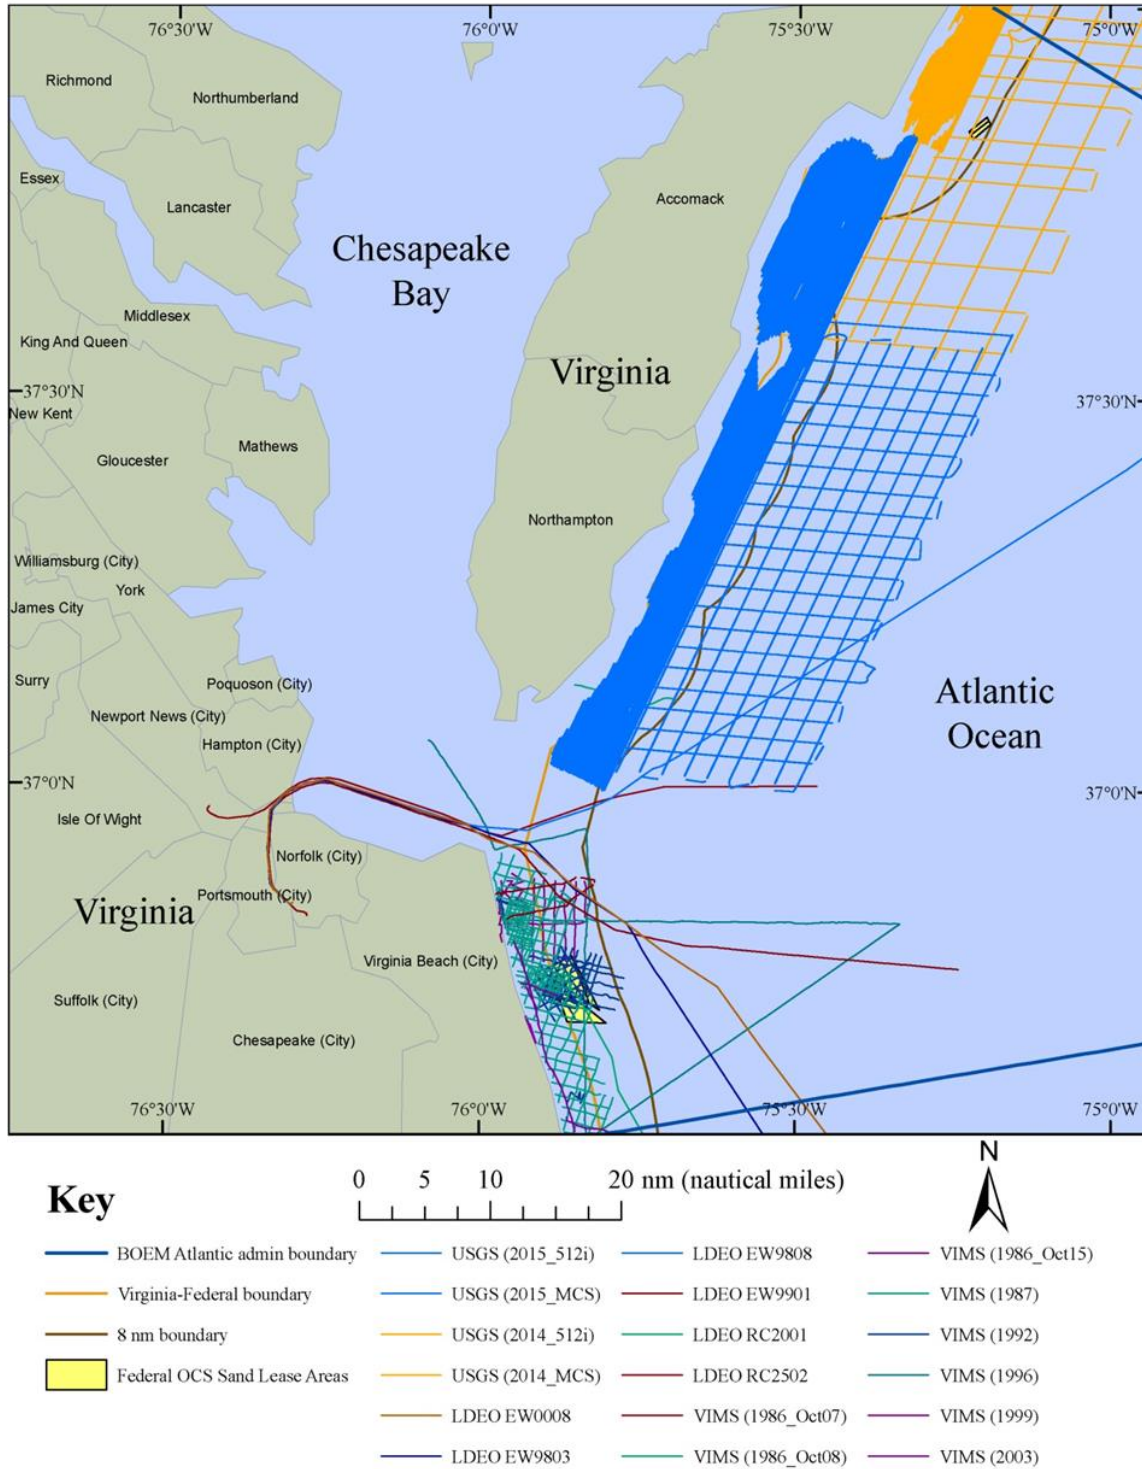 76°30'W
76°0'W
75°30'W
75°0'W
Richmond
Northumberland
Essex
Lancaster
Accomack
Chesapeake
Bay
Middlesex
King And Queen
Virginia
37°30'N
37°30'N
New Kent
Mathews
Gloucester
Northampton
Williamsburg (City)
York
James City
Surry
Poquoson (City)
Atlantic
Ocean
Newport News (City)
Hampton (City)
37°0'N
37°0'N
Isle Of Wight
Norfolk (City)
Portsmouth (City)
Virginia
Virginia Beach (City)
Suffolk (City)
Chesapeake (City)
76°30'W
76°0'W
75°30'W
75°0'W
N
0 5 10 20 nm (nautical miles)
Key
BOEM Atlantic admin boundary
Virginia-Federal boundary
8 nm boundary
Federal OCS Sand Lease Areas
USGS (2015_512i)
USGS (2015_MCS)
USGS (2014_512i)
USGS (2014_MCS)
LDEO EW0008
LDEO EW9803
LDEO EW9808
LDEO EW9901
LDEO RC2001
LDEO RC2502
VIMS (1986_Oct07)
VIMS (1986_Oct08)
VIMS (1986_Oct15)
VIMS (1987)
VIMS (1992)
VIMS (1996)
VIMS (1999)
VIMS (2003)